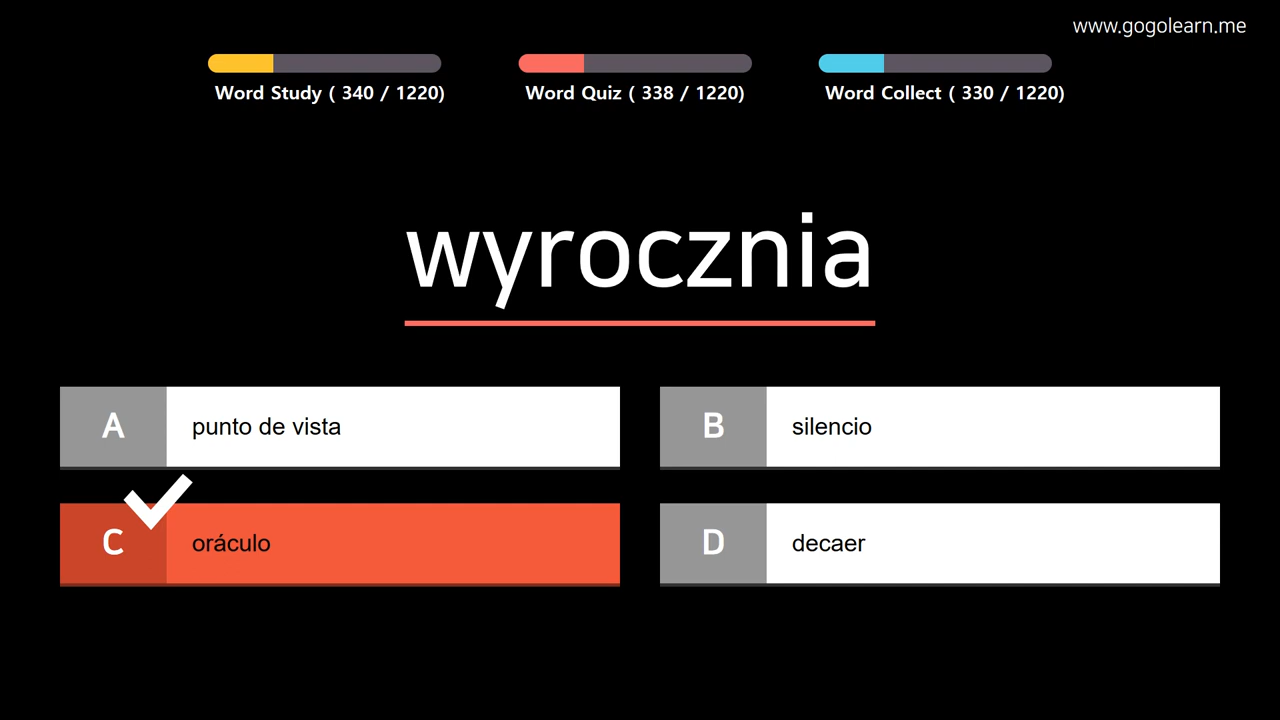 www.gogolearn.me
Word Study ( 340 / 1220)
Word Quiz ( 338 / 1220)
Word Collect ( 330 / 1220)
wyrocznia
A punto de vista
B silencio
C oráculo
D decaer